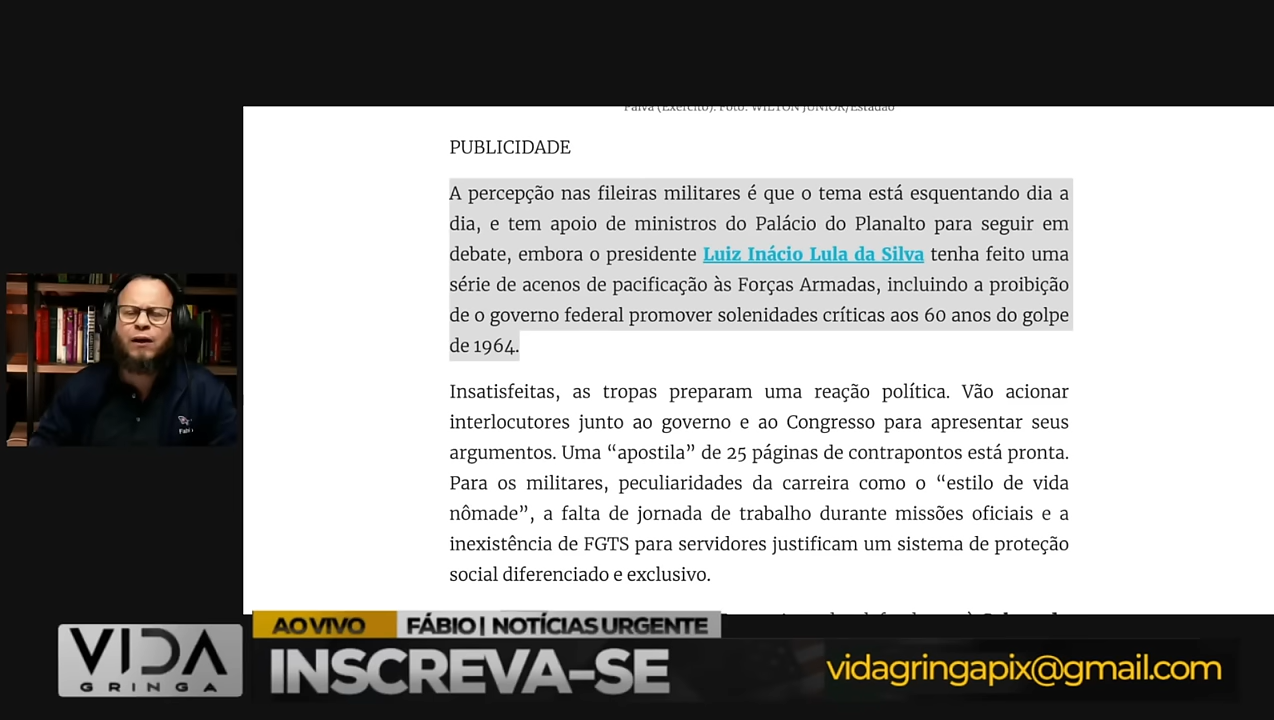 Paiva (Exército). Foto: WILTON JUNIOR/Estadão
PUBLICIDADE
A percepção nas fileiras militares é que o tema está esquentando dia a
dia, e tem apoio de ministros do Palácio do Planalto para seguir em
debate, embora o presidente Luiz Inácio Lula da Silva tenha feito uma
série de acenos de pacificação às Forças Armadas, incluindo a proibição
de o governo federal promover solenidades críticas aos 60 anos do golpe
de 1964.
Insatisfeitas, as tropas preparam uma reação política. Vão acionar
interlocutores junto ao governo e ao Congresso para apresentar seus
argumentos. Uma “apostila” de 25 páginas de contrapontos está pronta.
Para os militares, peculiaridades da carreira como o “estilo de vida
nômade”, a falta de jornada de trabalho durante missões oficiais e a
inexistência de FGTS para servidores justificam um sistema de proteção
social diferenciado e exclusivo.
AO VIVO FÁBIO | NOTÍCIAS URGENTE
VIDA
GRINGA
INSCREVA-SE
vidagringapix@gmail.com